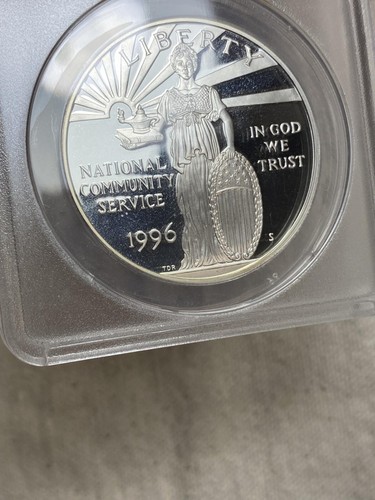 LIBERTY
IN GOD
WE
TRUST
NATIONAL
COMMUNITY
SERVICE
1996
S
TDR